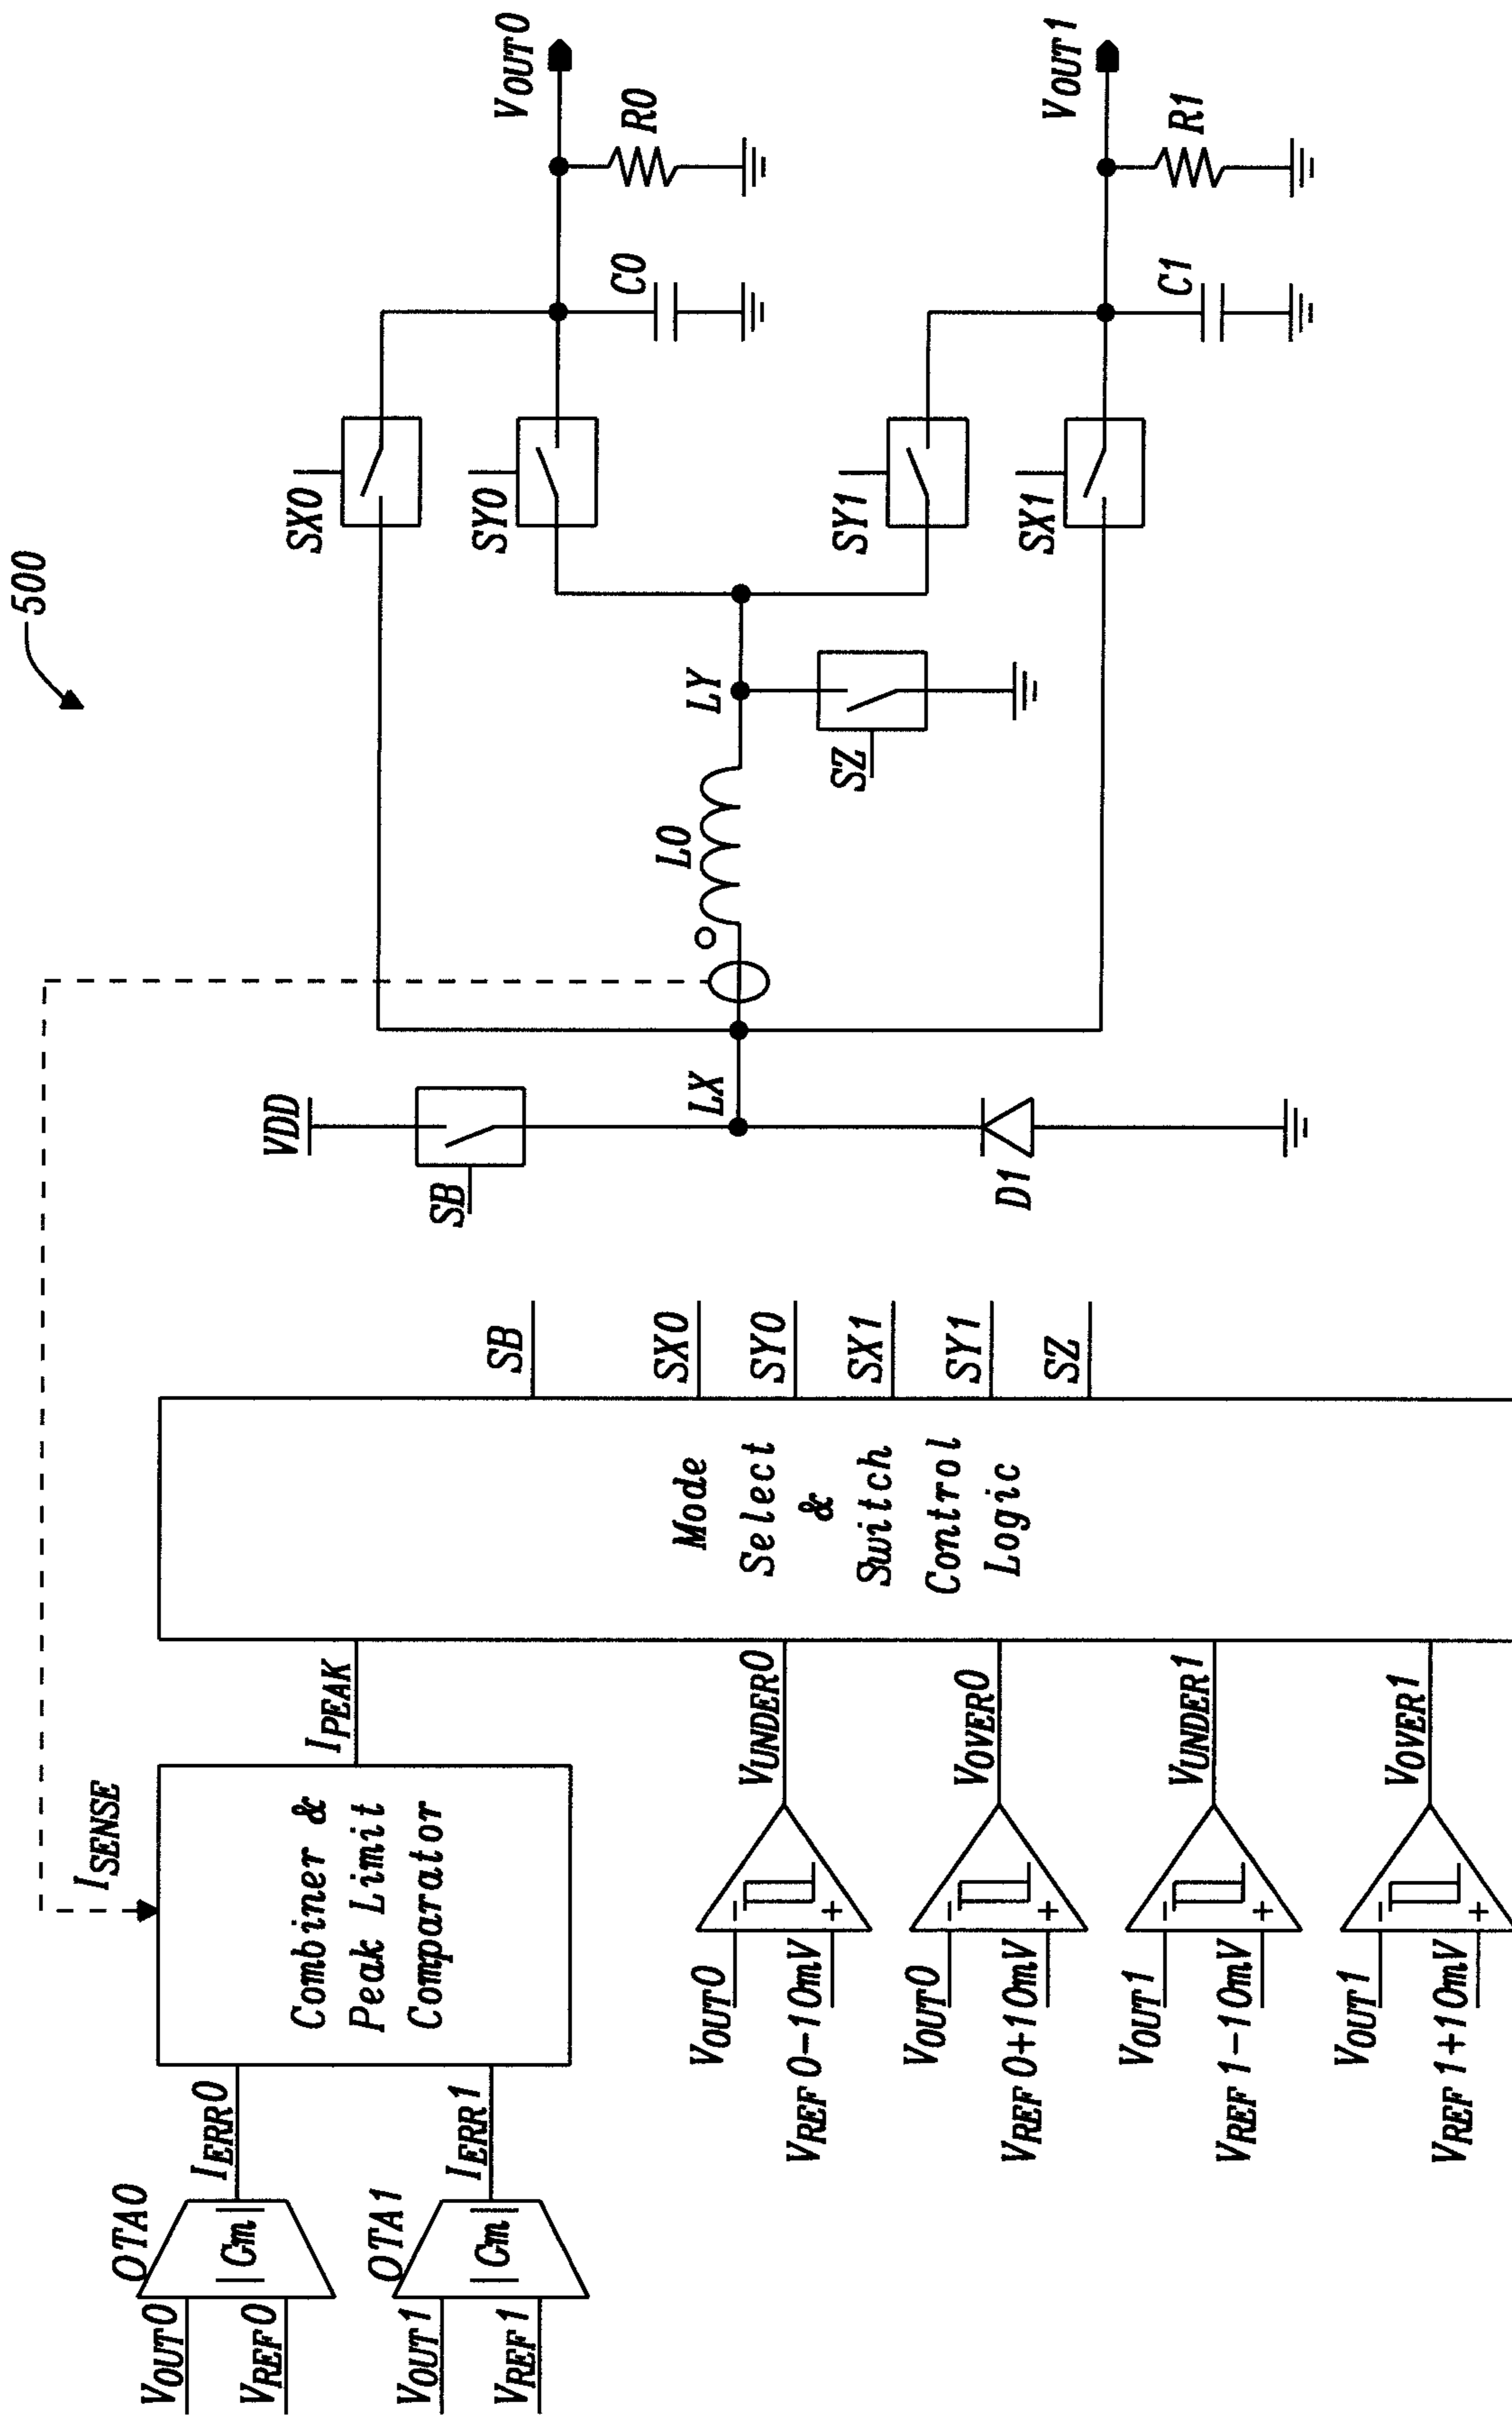 500
OTA0
VOUT0
VREF0
|Gm|
IERR0
OTA1
VOUT1
VREF1
|Gm|
IERR1
ISENSE
Combiner &
Peak Limit
Comparator
IPEAK
VOUT0
VREF0-10mV
-
+
VUNDER0
VOUT0
VREF0+10mV
-
+
VOVER0
VOUT1
VREF1-10mV
-
+
VUNDER1
VOUT1
VREF1+10mV
-
+
VOVER1
Mode
Select
&
Switch
Control
Logic
SB
SX0
SY0
SX1
SY1
SZ
VDD
SB
LX
D1
L0
LY
SZ
SX0
SY0
SY1
SX1
C0
R0
VOUT0
C1
R1
VOUT1